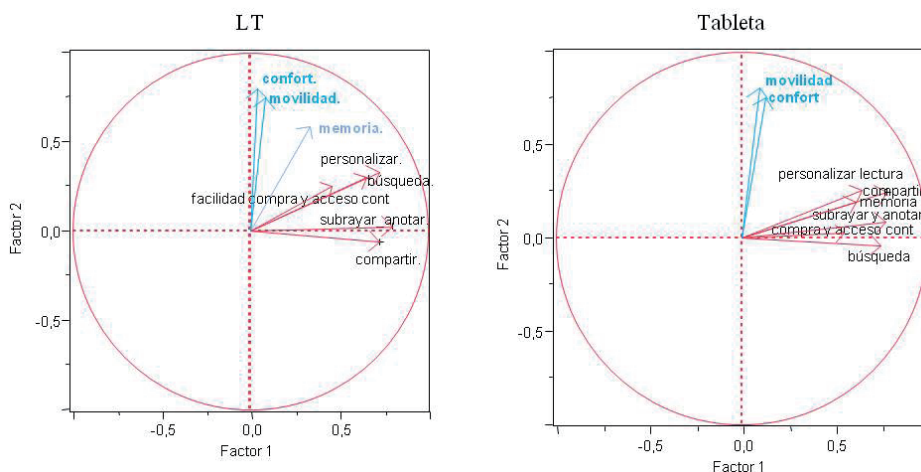 LT
confort.
movilidad.
memoria.
personalizar.
búsqueda.
facilidad compra y acceso cont
subrayar anotar.
compartir.
0,5
0,0
-0,5
Factor 2
-0,5
0,0
0,5
Factor 1
Tableta
movilidad
confort
personalizar lectura
compartir
memoria
subrayar y anotar
compra y acceso cont
búsqueda
0,5
0,0
-0,5
Factor 2
-0,5
0,0
0,5
Factor 1